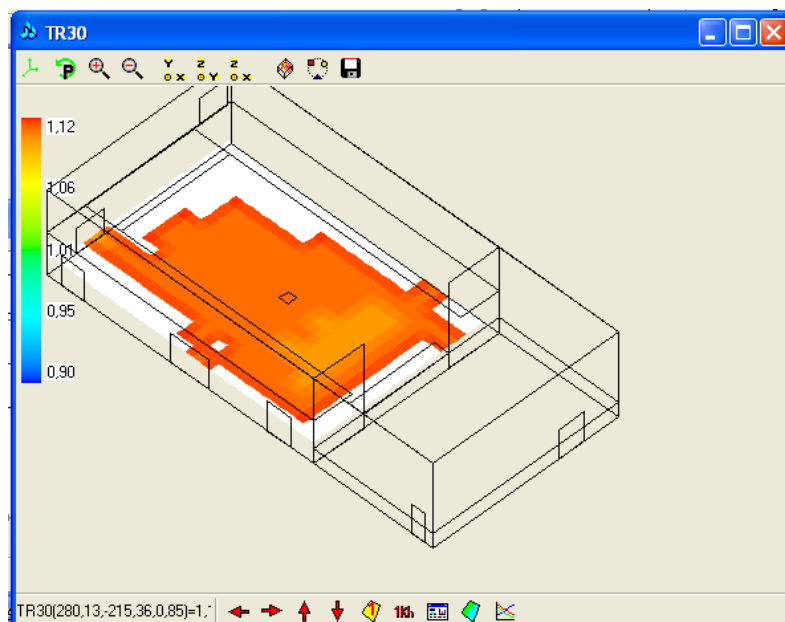 TR30
P
Y Z Z
o x o Y o x
1,12
1,06
1,01
0,95
0,90
TR30(280,13,-215,36,0,85)=1,
1kh